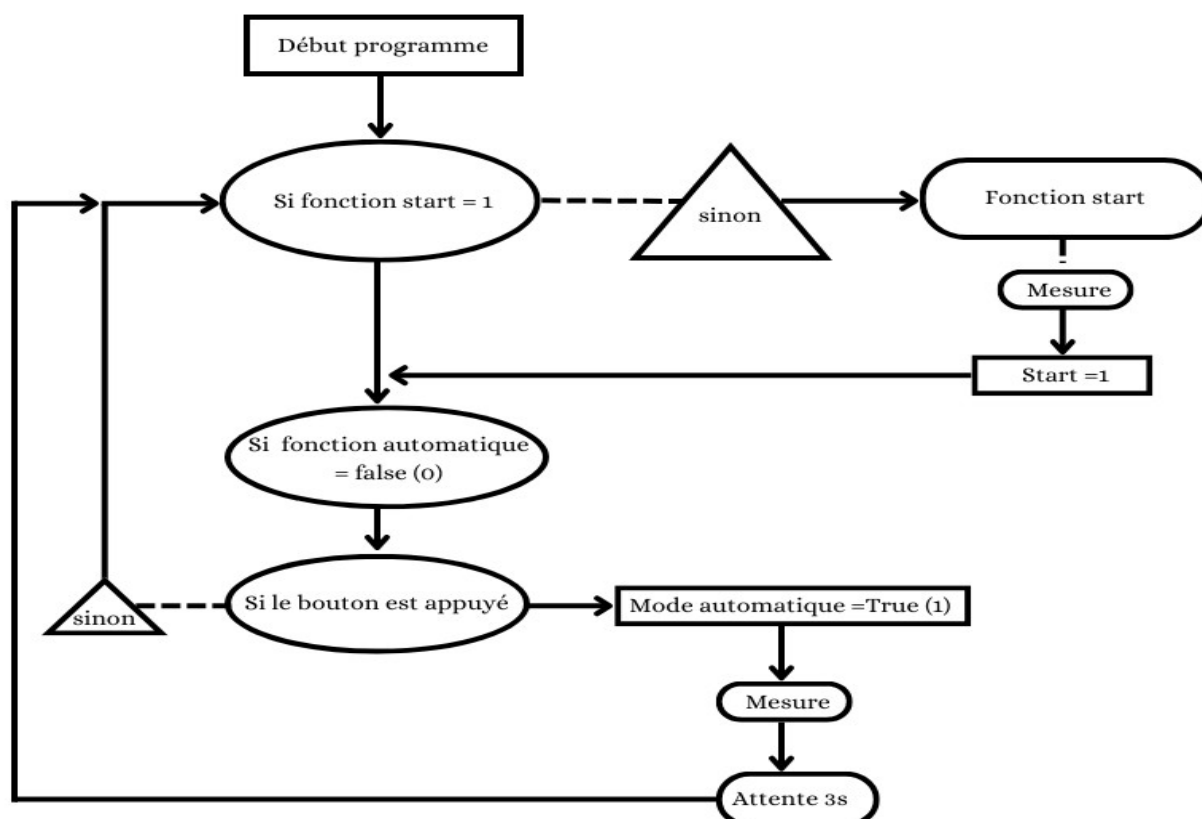 Début programme
Si fonction start = 1
sinon
Fonction start
Mesure
Start =1
Si fonction automatique
= false (0)
Si le bouton est appuyé
sinon
Mode automatique =True (1)
Mesure
Attente 3s